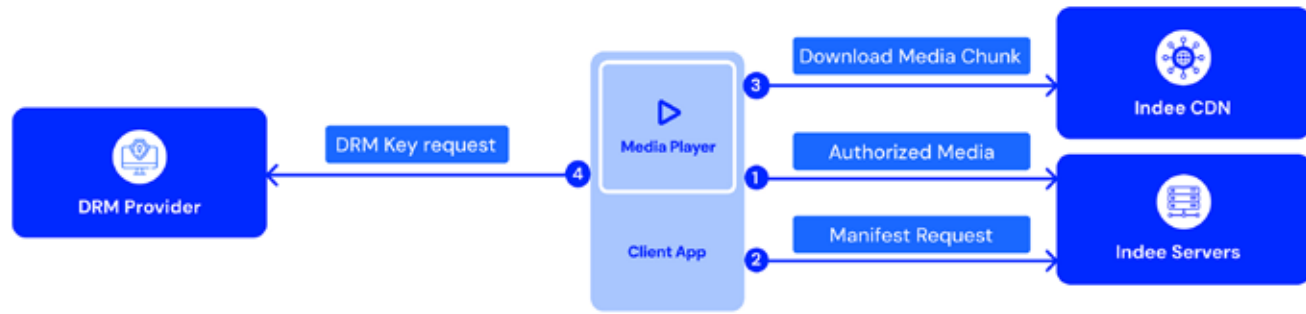 Download Media Chunk
3
Indee CDN
Media Player
DRM Key request
4
DRM Provider
Authorized Media
1
Client App
Manifest Request
2
Indee Servers